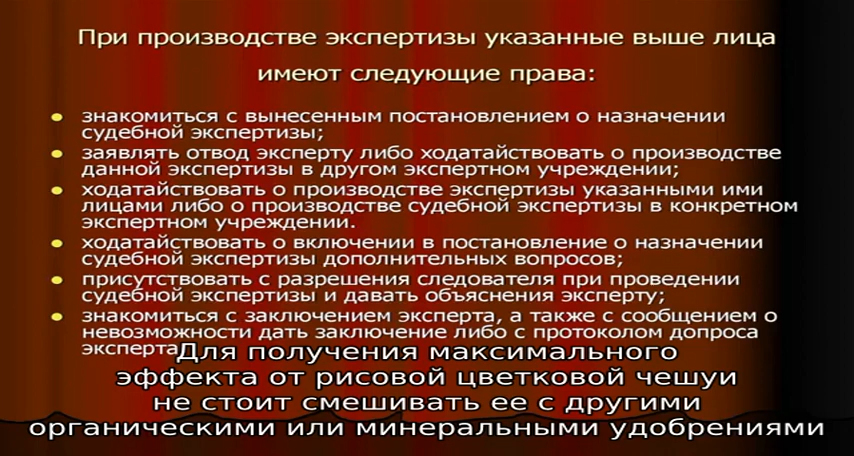 При производстве экспертизы указанные выше лица
имеют следующие права:
знакомиться с вынесенным постановлением о назначении
судебной экспертизы;
заявлять отвод эксперту либо ходатайствовать о производстве
данной экспертизы в другом экспертном учреждении;
ходатайствовать о производстве экспертизы указанными ими
лицами либо о производстве судебной экспертизы в конкретном
экспертном учреждении.
ходатайствовать о включении в постановление о назначении
судебной экспертизы дополнительных вопросов;
присутствовать с разрешения следователя при проведении
судебной экспертизы и давать объяснения эксперту;
знакомиться с заключением эксперта, а также с сообщением о
невозможности дать заключение либо с протоколом допроса
эксперта
Для получения максимального
эффекта от рисовой цветковой чешуи
не стоит смешивать ее с другими
органическими или минеральными удобрениями